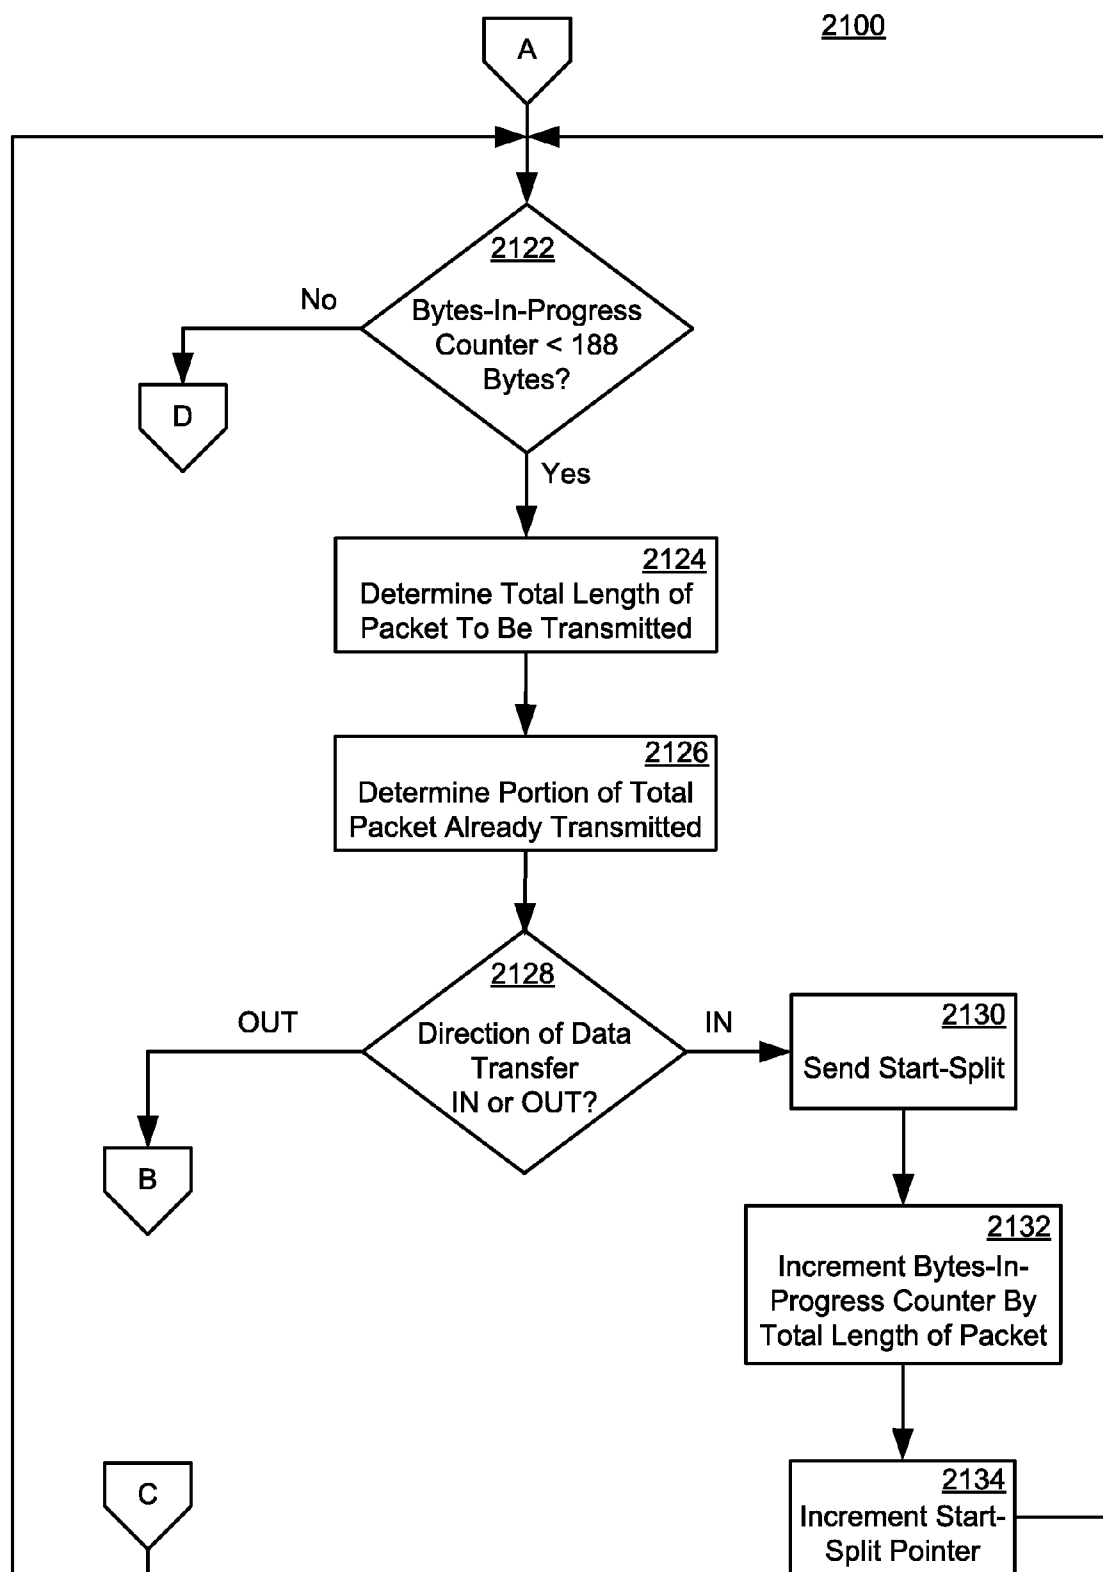 2100
A
2122
Bytes-In-Progress
Counter < 188
Bytes?
No
D
Yes
2124
Determine Total Length of
Packet To Be Transmitted
2126
Determine Portion of Total
Packet Already Transmitted
2128
Direction of Data
Transfer
IN or OUT?
OUT
IN
B
2130
Send Start-Split
2132
Increment Bytes-In-
Progress Counter By
Total Length of Packet
2134
Increment Start-
Split Pointer
C